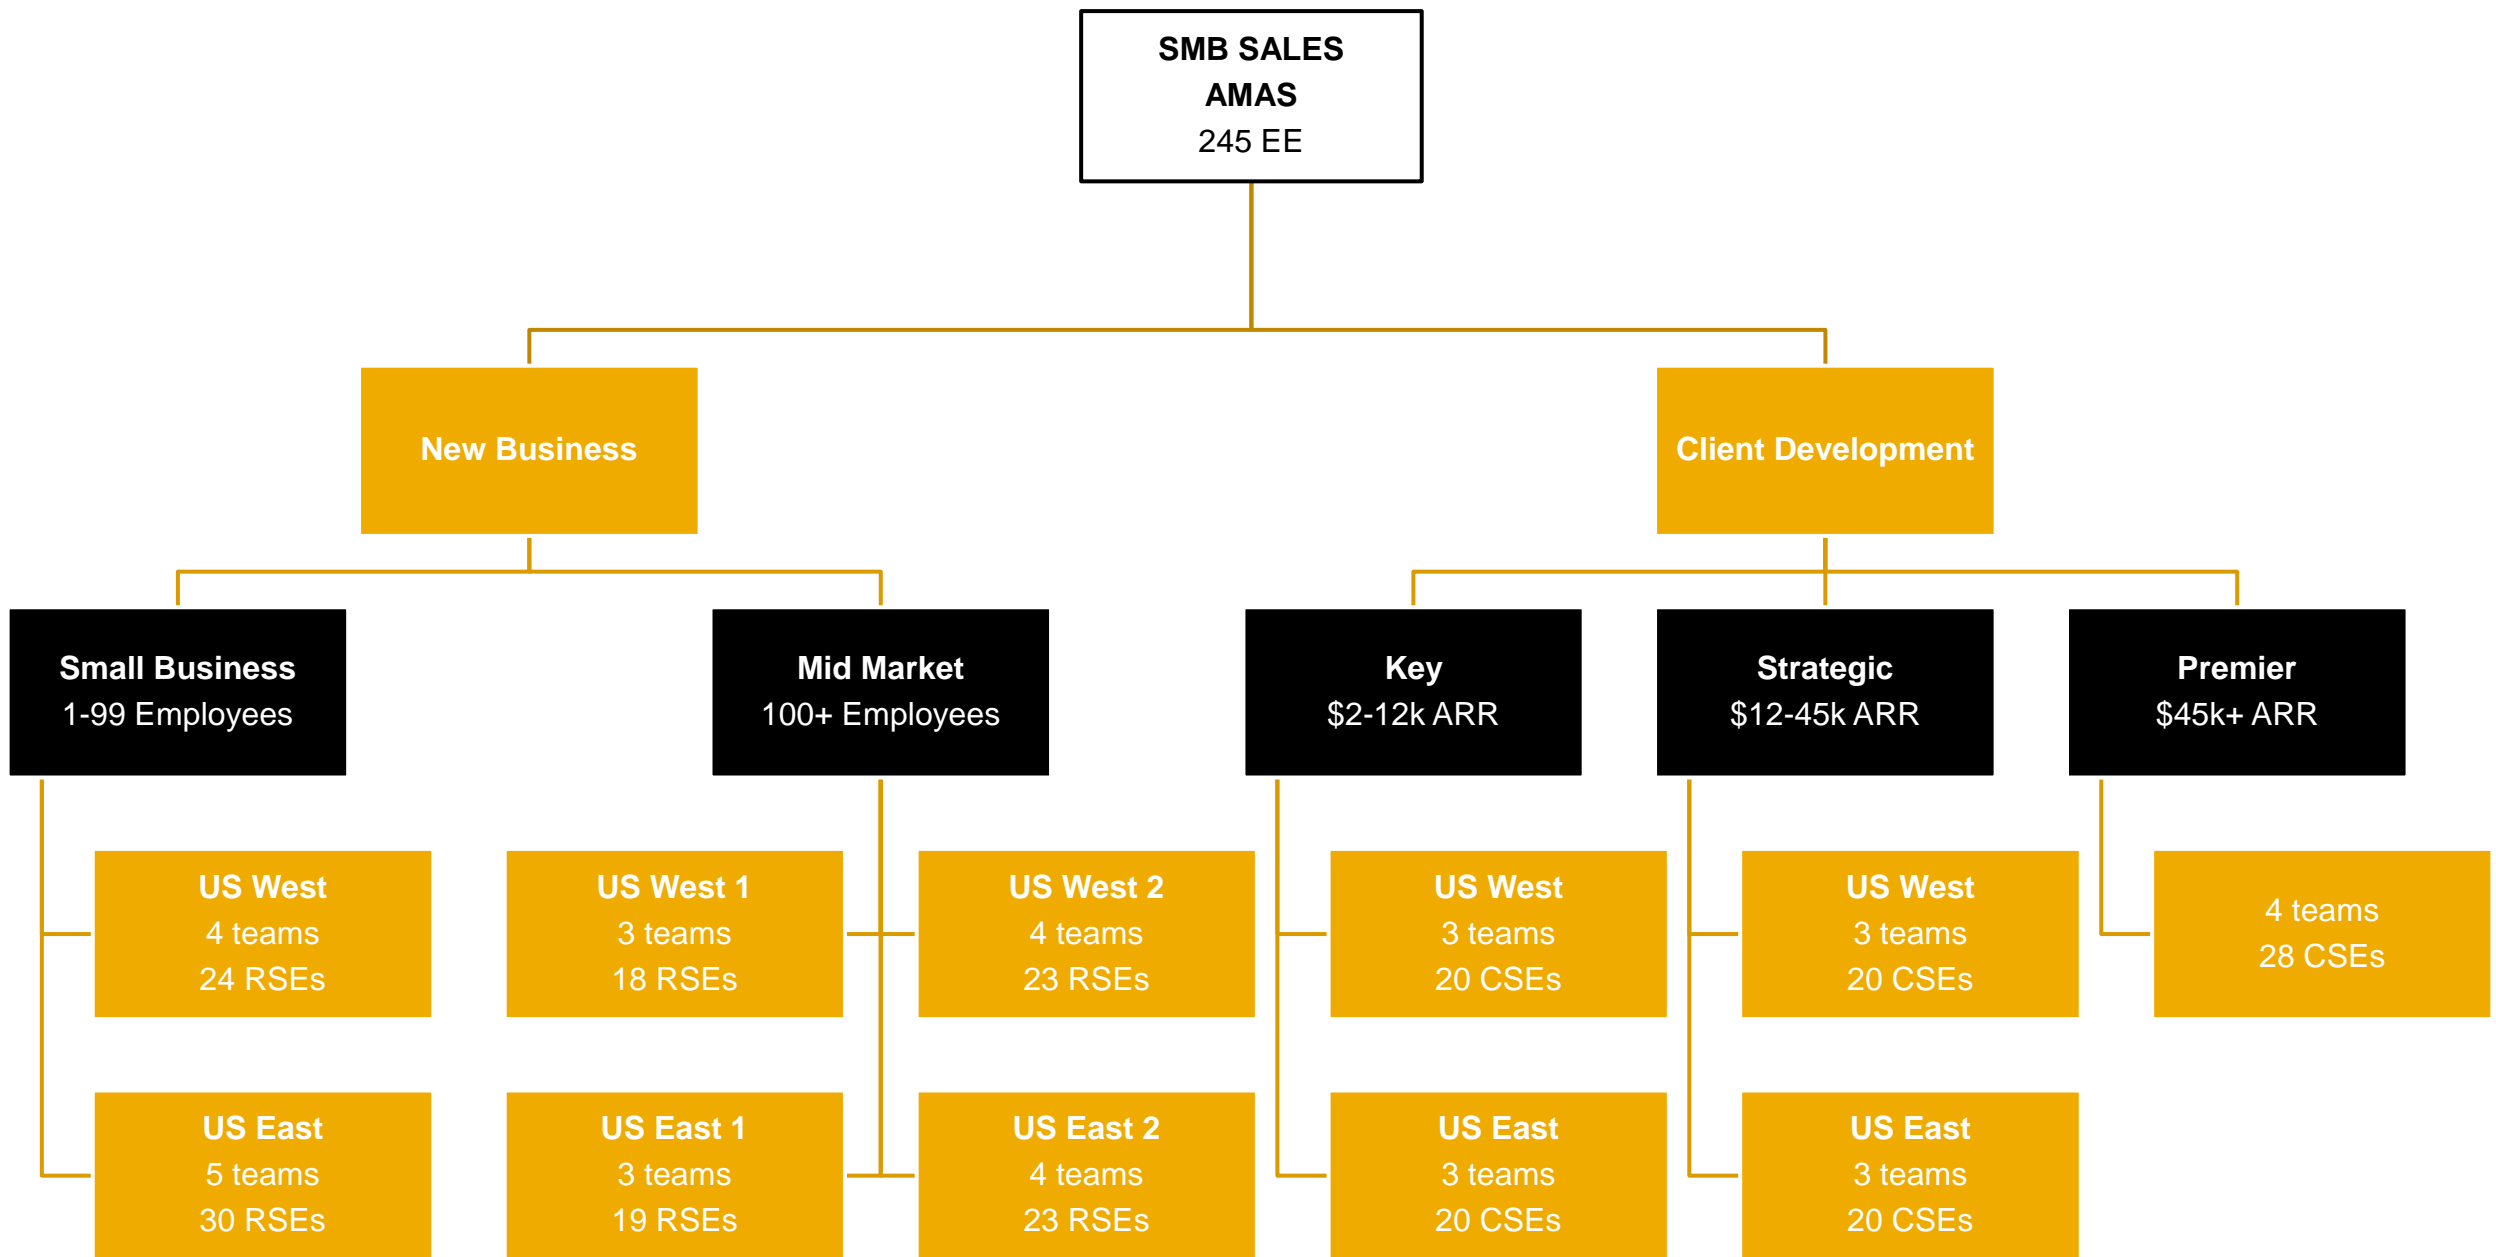 SMB SALES
AMAS
245 EE
New Business
Client Development
Small Business
1-99 Employees
Mid Market
100+ Employees
Key
$2-12k ARR
Strategic
$12-45k ARR
Premier
$45k+ ARR
US West
4 teams
24 RSEs
US West 1
3 teams
18 RSEs
US West 2
4 teams
23 RSEs
US West
3 teams
20 CSEs
US West
3 teams
20 CSEs
4 teams
28 CSEs
US East
5 teams
30 RSEs
US East 1
3 teams
19 RSEs
US East 2
4 teams
23 RSEs
US East
3 teams
20 CSEs
US East
3 teams
20 CSEs